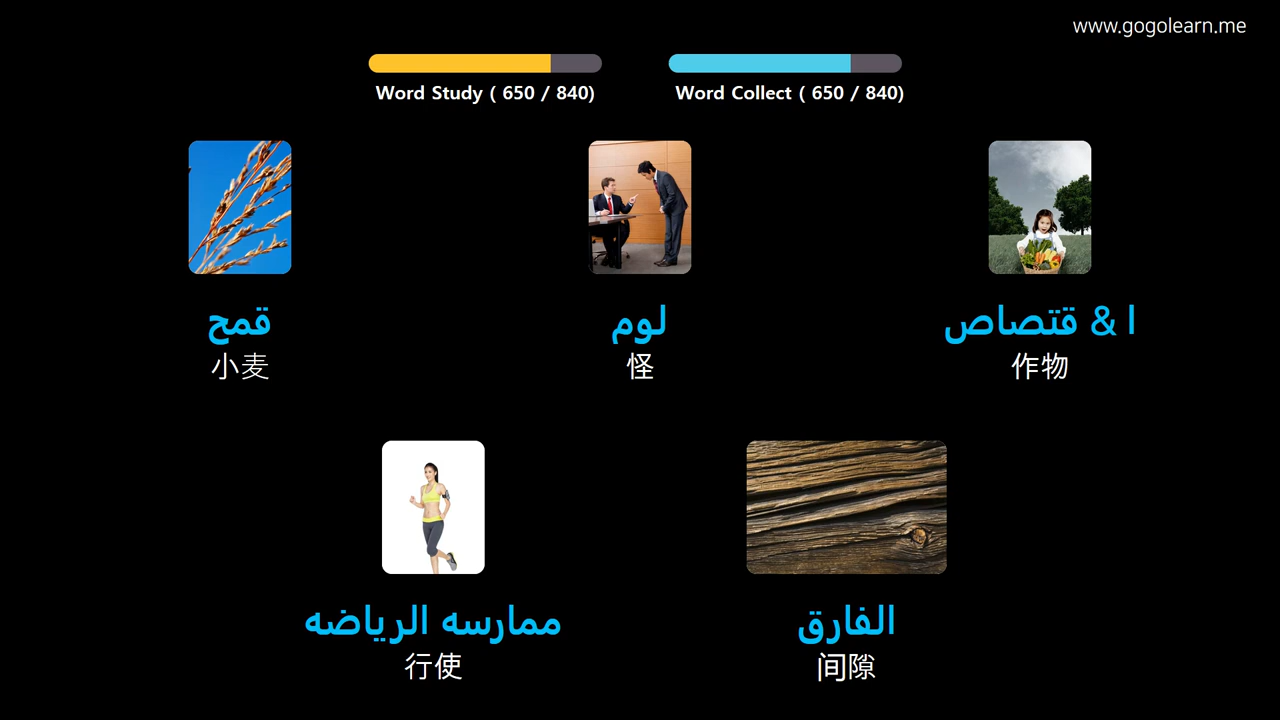 www.gogolearn.me
Word Study ( 650 / 840)
Word Collect ( 650 / 840)
قمح
小麦
لوم
怪
ا & قتصاص
作物
ممارسه الرياضه
行使
الفارق
间隙